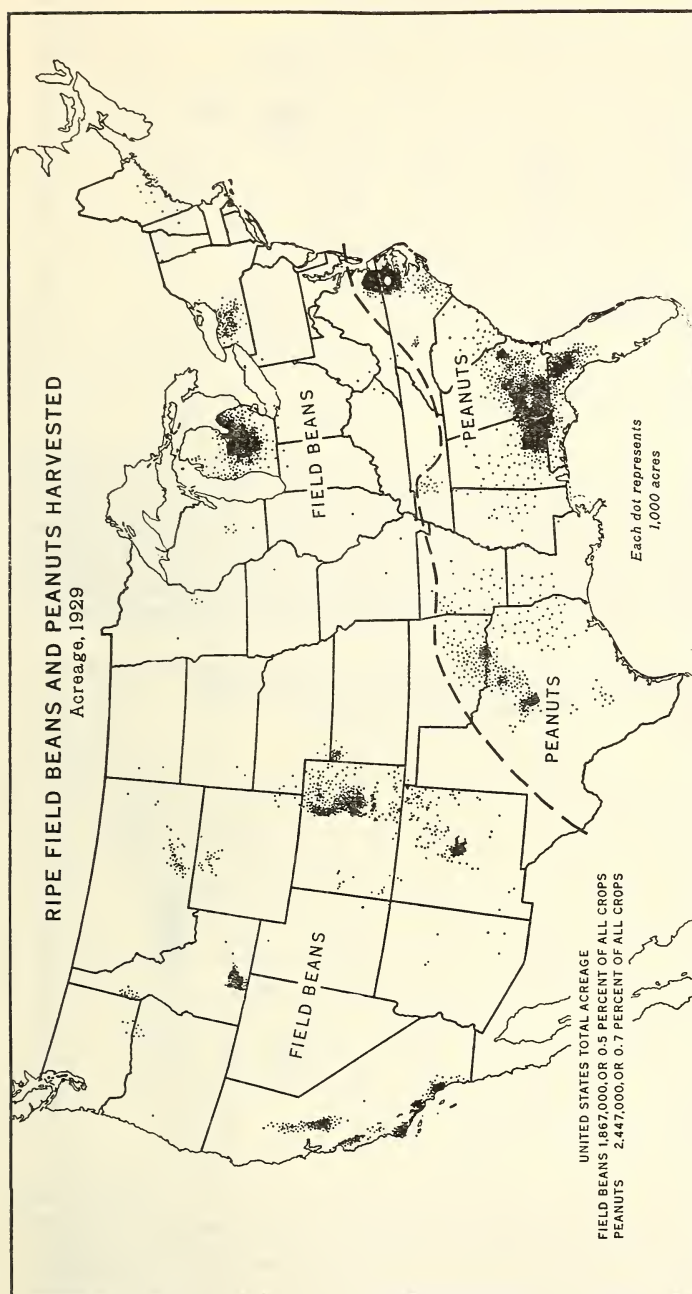 RIPE FIELD BEANS AND PEANUTS HARVESTED
Acreage, 1929
FIELD BEANS
FIELD BEANS
PEANUTS
PEANUTS
Each dot represents
1,000 acres
UNITED STATES TOTAL ACREAGE
FIELD BEANS 1,867,000, OR 0.5 PERCENT OF ALL CROPS
PEANUTS 2,447,000, OR 0.7 PERCENT OF ALL CROPS